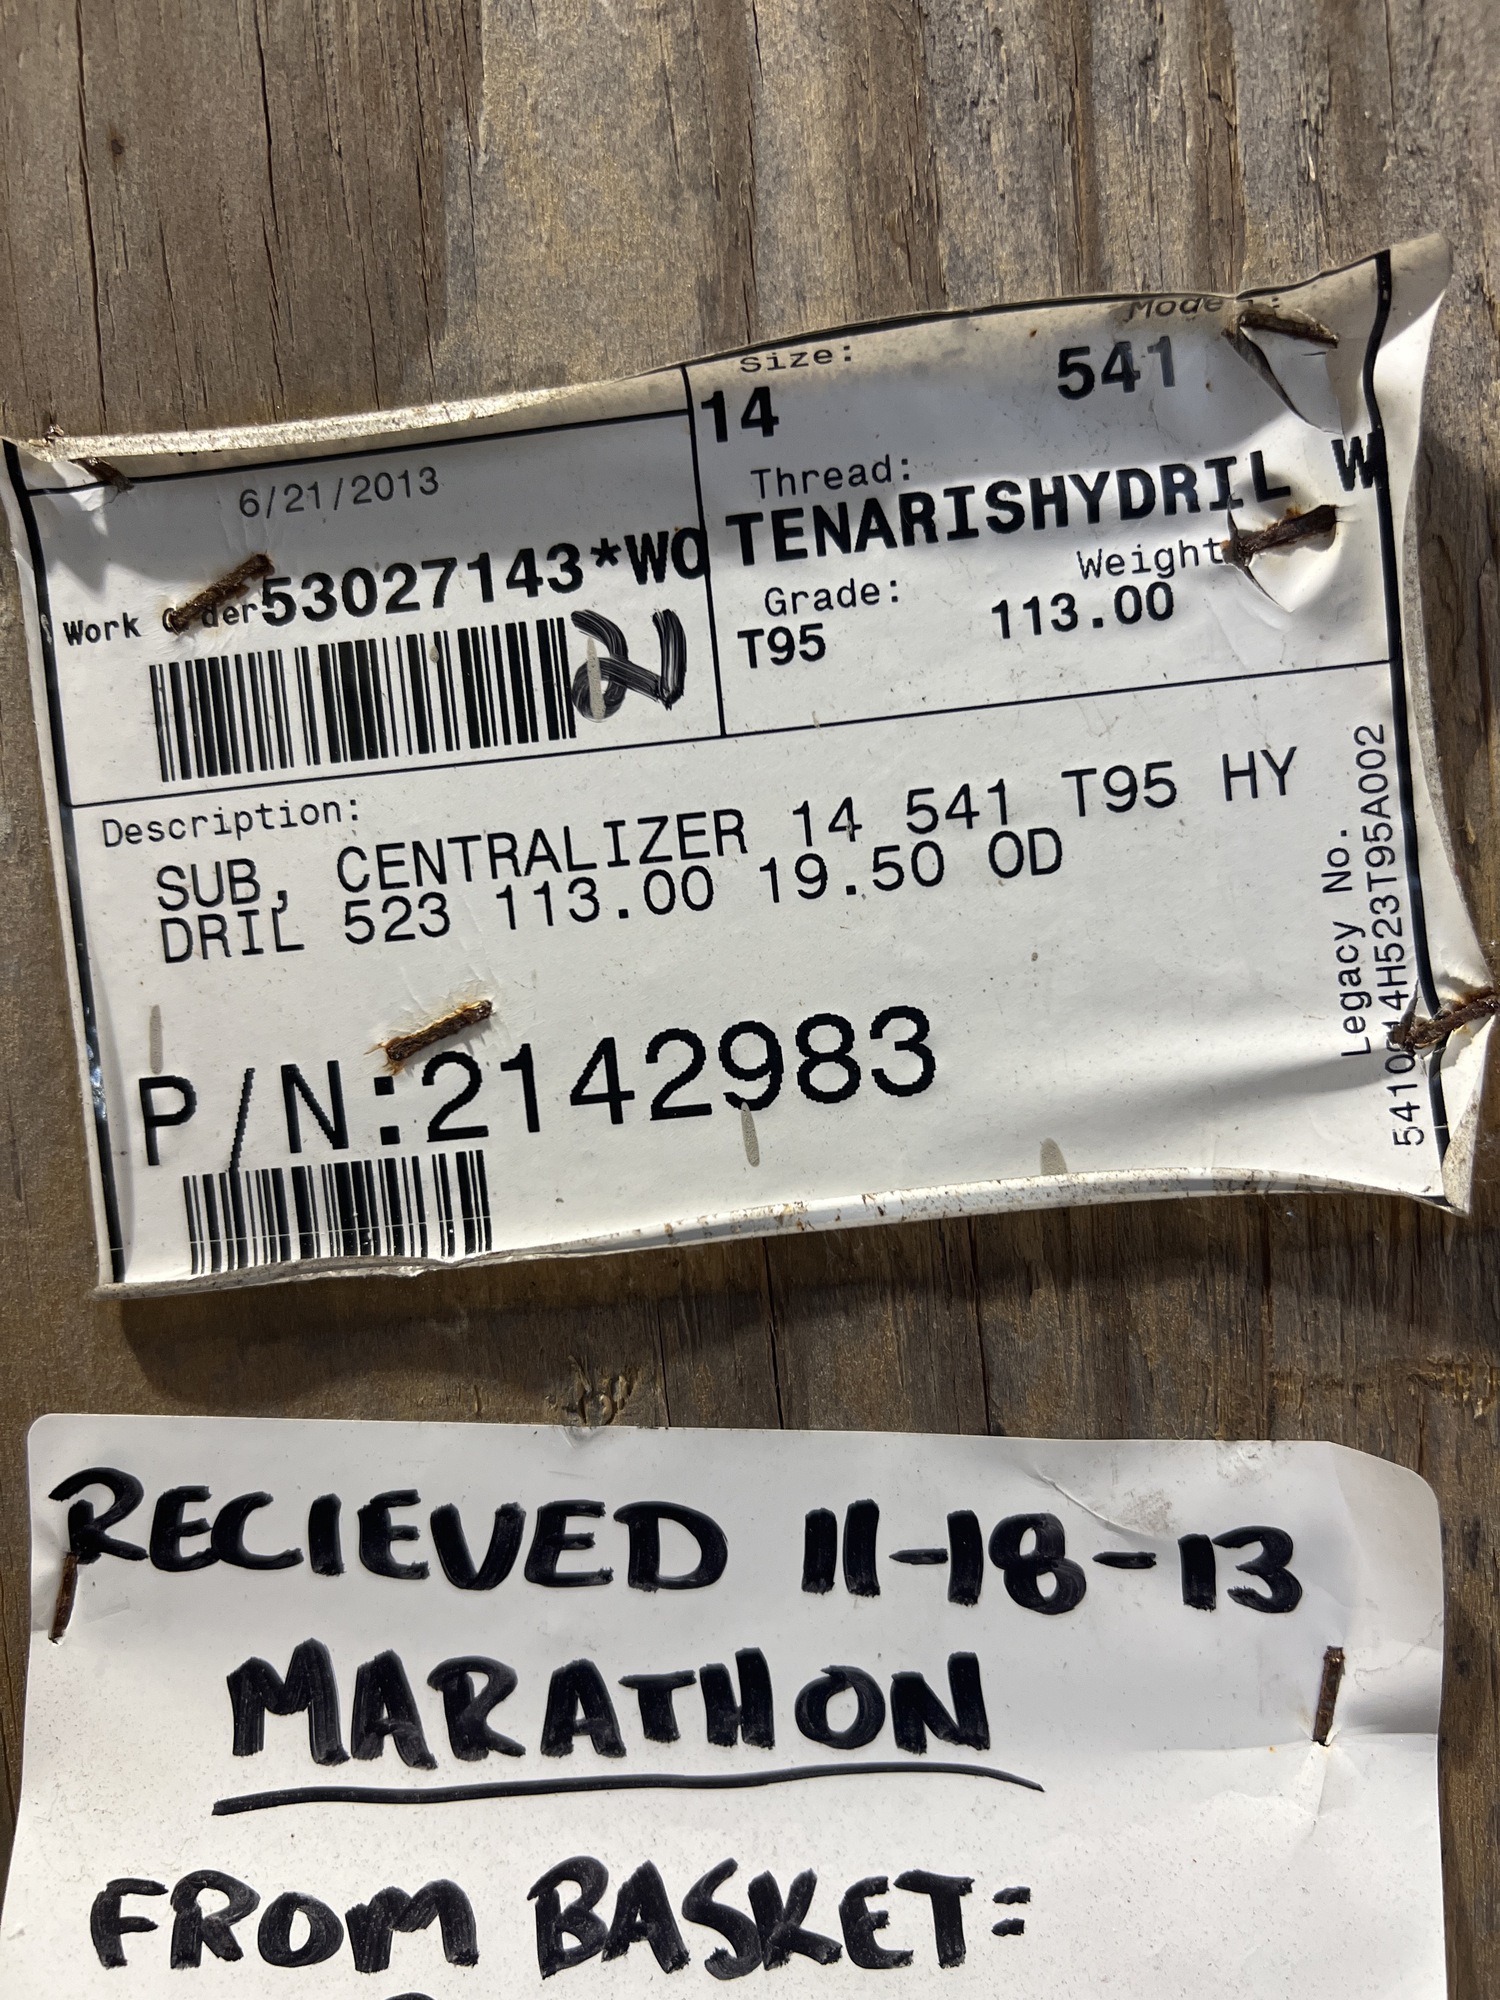 6/21/2013
Work Order 53027143*WO
21
Size: Model:
14 541
Thread:
TENARISHYDRIL W
Grade: Weight
T95 113.00
Description:
SUB, CENTRALIZER 14 541 T95 HY
DRIL 523 113.00 19.50 OD
P/N:2142983
Legacy No.
RECIEVED 11-18-13
MARATHON
FROM BASKET: